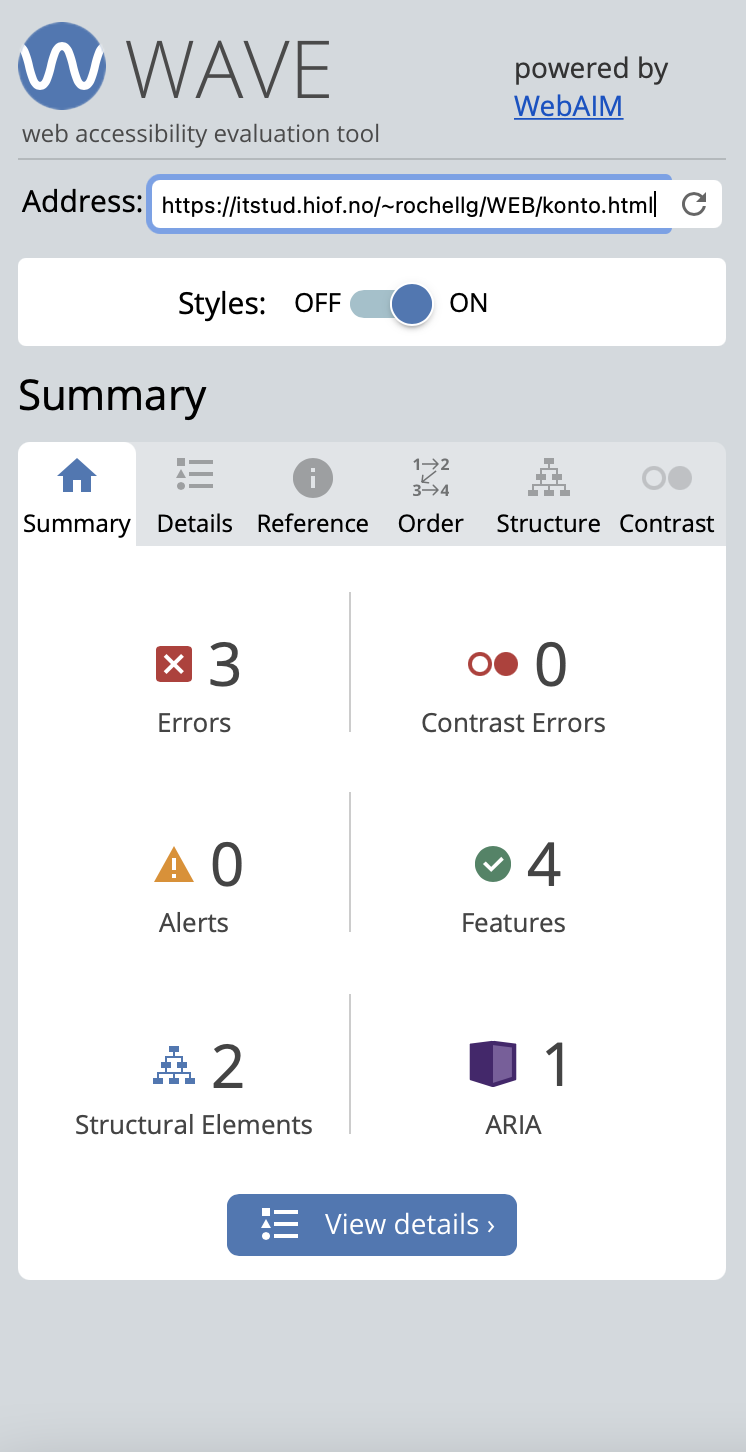 WAVE
powered by
WebAIM
web accessibility evaluation tool
Address: https://itstud.hiof.no/~rochellg/WEB/konto.html
Styles: OFF ON
Summary
1 2
3 4
Summary Details Reference Order Structure Contrast
3 0
Errors Contrast Errors
0 4
Alerts Features
2 1
Structural Elements ARIA
View details ›